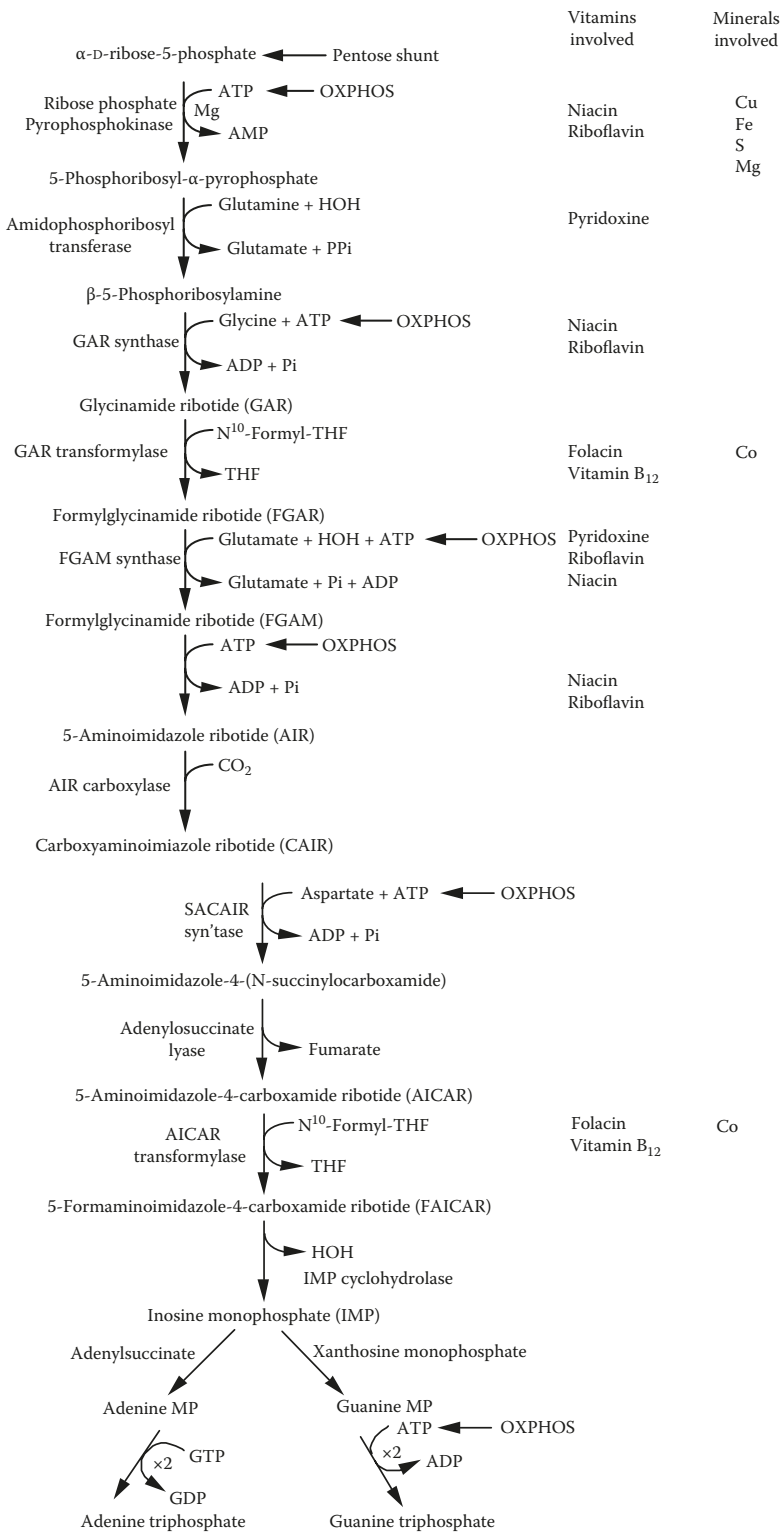 Vitamins involved
Minerals involved
α-D-ribose-5-phosphate
Pentose shunt
Ribose phosphate
Pyrophosphokinase
ATP
OXPHOS
Mg
AMP
Niacin
Riboflavin
Cu
Fe
S
Mg
5-Phosphoribosyl-α-pyrophosphate
Amidophosphoribosyl
transferase
Glutamine + HOH
Glutamate + PPi
Pyridoxine
β-5-Phosphoribosylamine
GAR synthase
Glycine + ATP
OXPHOS
ADP + Pi
Niacin
Riboflavin
Glycinamide ribotide (GAR)
GAR transformylase
N¹⁰-Formyl-THF
THF
Folacin
Vitamin B₁₂
Co
Formylglycinamide ribotide (FGAR)
FGAM synthase
Glutamate + HOH + ATP
OXPHOS
Glutamate + Pi + ADP
Pyridoxine
Riboflavin
Niacin
Formylglycinamide ribotide (FGAM)
ATP
OXPHOS
ADP + Pi
Niacin
Riboflavin
5-Aminoimidazole ribotide (AIR)
AIR carboxylase
CO₂
Carboxyaminoimiazole ribotide (CAIR)
SACAIR
syn'tase
Aspartate + ATP
OXPHOS
ADP + Pi
5-Aminoimidazole-4-(N-succinylocarboxamide)
Adenylosuccinate
lyase
Fumarate
5-Aminoimidazole-4-carboxamide ribotide (AICAR)
AICAR
transformylase
N¹⁰-Formyl-THF
THF
Folacin
Vitamin B₁₂
Co
5-Formaminoimidazole-4-carboxamide ribotide (FAICAR)
HOH
IMP cyclohydrolase
Inosine monophosphate (IMP)
Adenylsuccinate
Xanthosine monophosphate
Adenine MP
Guanine MP
×2
GTP
GDP
ATP
OXPHOS
×2
ADP
Adenine triphosphate
Guanine triphosphate